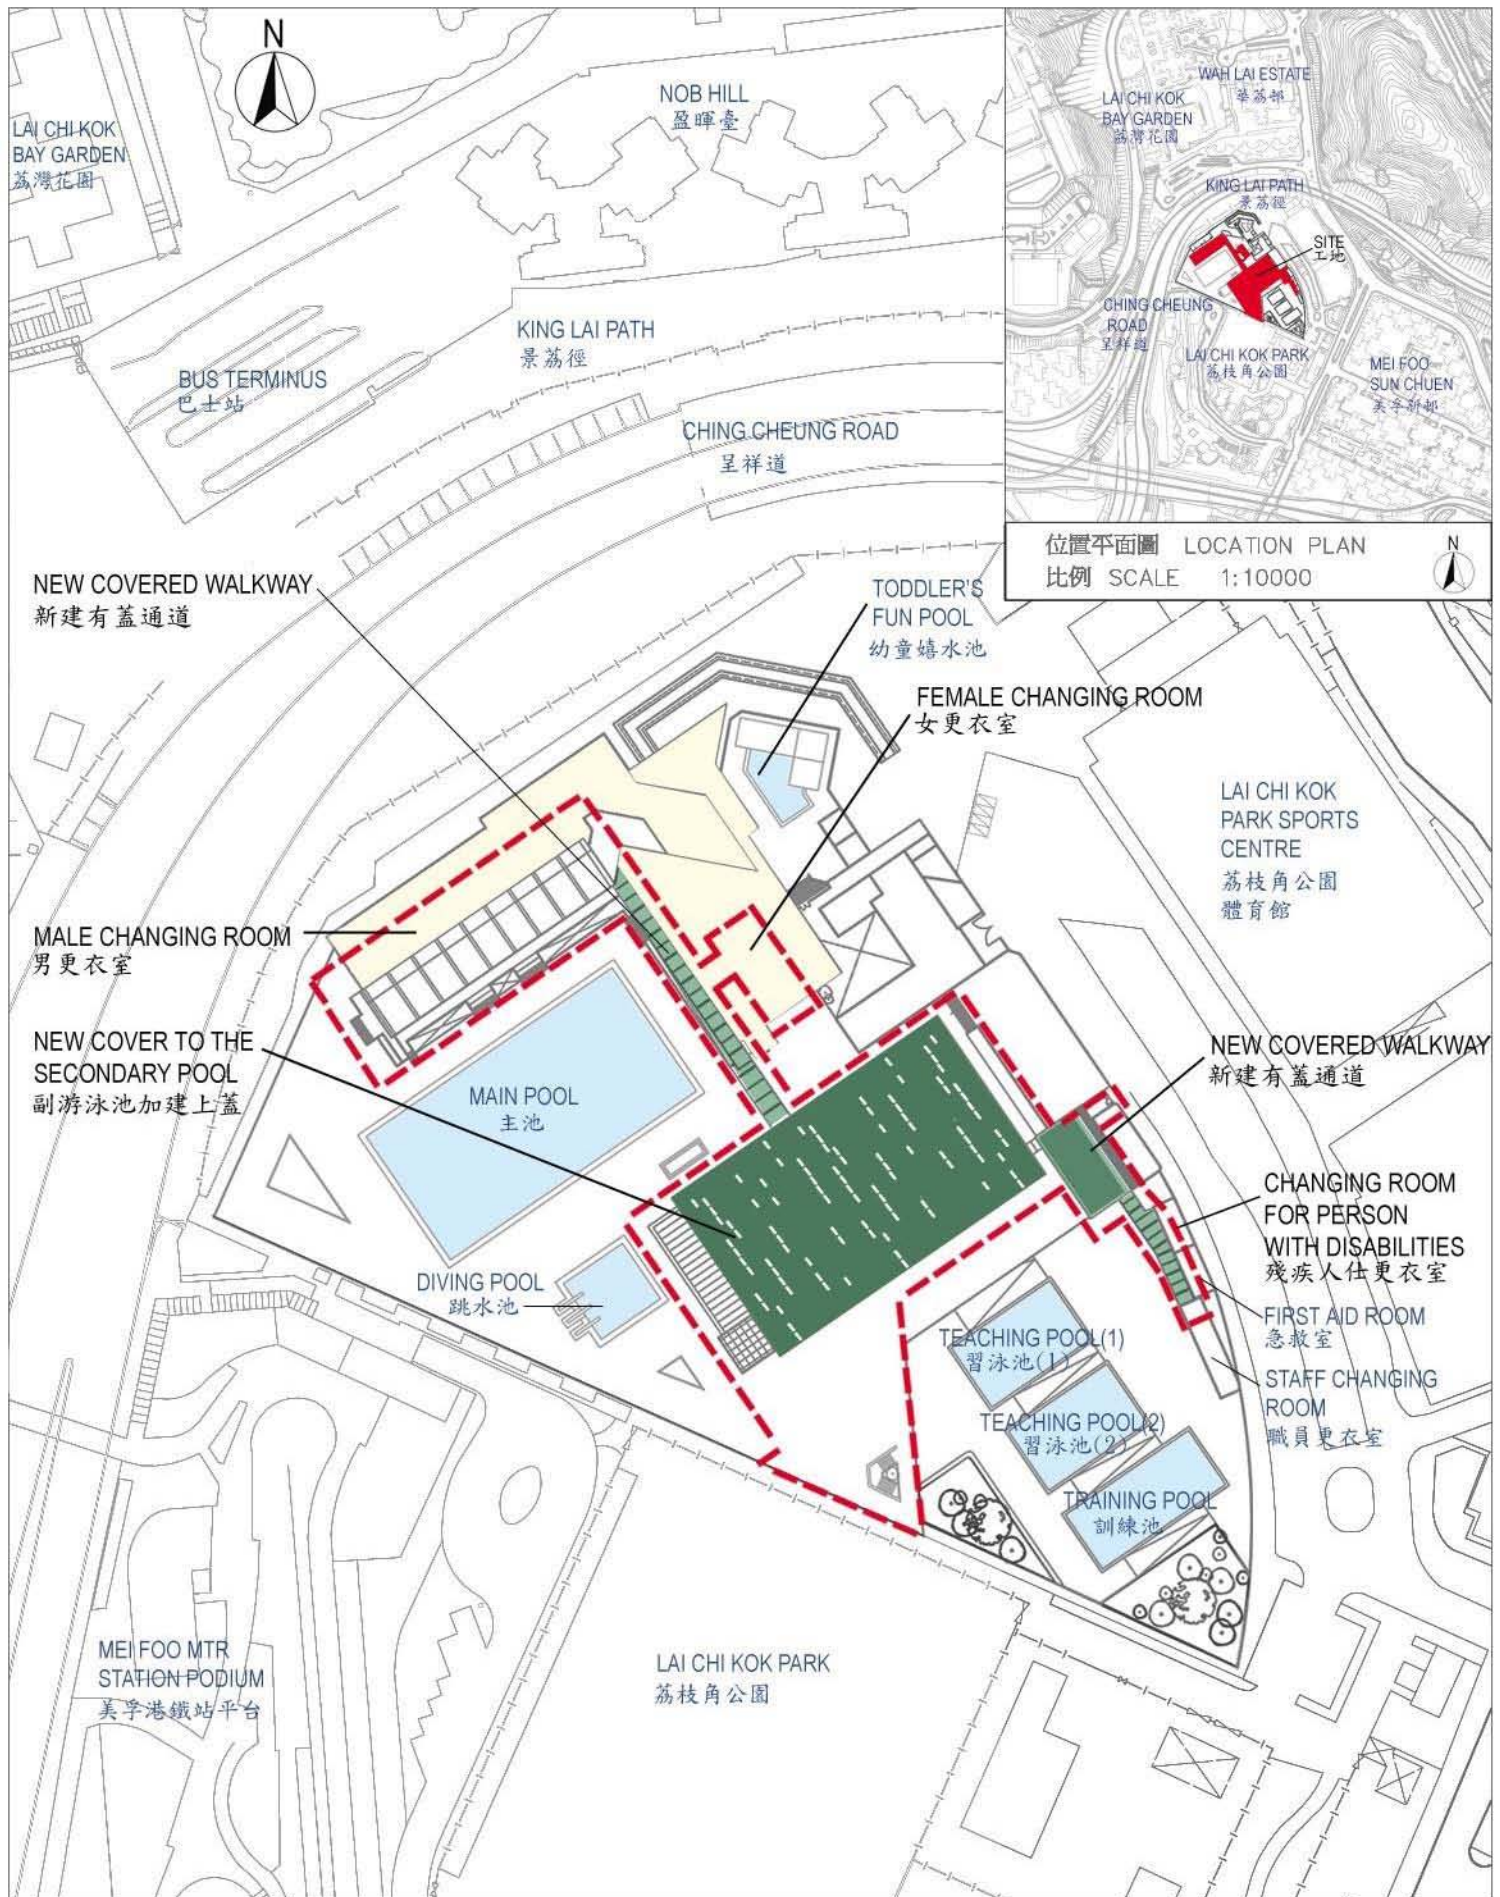 N
NOB HILL
盈暉臺
LAI CHI KOK
BAY GARDEN
荔灣花園
KING LAI PATH
景荔徑
BUS TERMINUS
巴士站
CHING CHEUNG ROAD
呈祥道
WAH LAI ESTATE
華荔邨
LAI CHI KOK
BAY GARDEN
荔灣花園
KING LAI PATH
景荔徑
SITE
工地
CHING CHEUNG
ROAD
呈祥道
LAI CHI KOK PARK
荔枝角公園
MEI FOO
SUN CHUEN
美孚新邨
位置平面圖 LOCATION PLAN
比例 SCALE 1:10000
N
NEW COVERED WALKWAY
新建有蓋通道
TODDLER'S
FUN POOL
幼童嬉水池
FEMALE CHANGING ROOM
女更衣室
LAI CHI KOK
PARK SPORTS
CENTRE
荔枝角公園
體育館
MALE CHANGING ROOM
男更衣室
NEW COVER TO THE
SECONDARY POOL
副游泳池加建上蓋
MAIN POOL
主池
NEW COVERED WALKWAY
新建有蓋通道
CHANGING ROOM
FOR PERSON
WITH DISABILITIES
殘疾人仕更衣室
DIVING POOL
跳水池
FIRST AID ROOM
急救室
TEACHING POOL(1)
習泳池(1)
STAFF CHANGING
ROOM
職員更衣室
TEACHING POOL(2)
習泳池(2)
TRAINING POOL
訓練池
MEI FOO MTR
STATION PODIUM
美孚港鐵站平台
LAI CHI KOK PARK
荔枝角公園